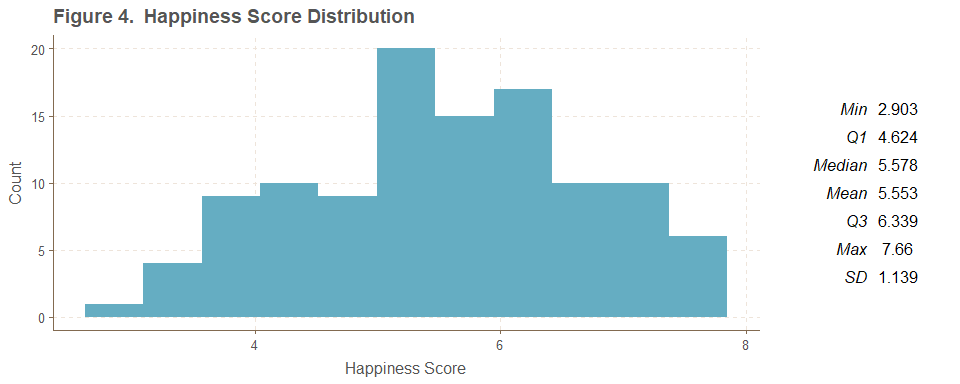 Figure 4. Happiness Score Distribution
20
15
10
5
0
Count
4
6
8
Happiness Score
Min 2.903
Q1 4.624
Median 5.578
Mean 5.553
Q3 6.339
Max 7.66
SD 1.139